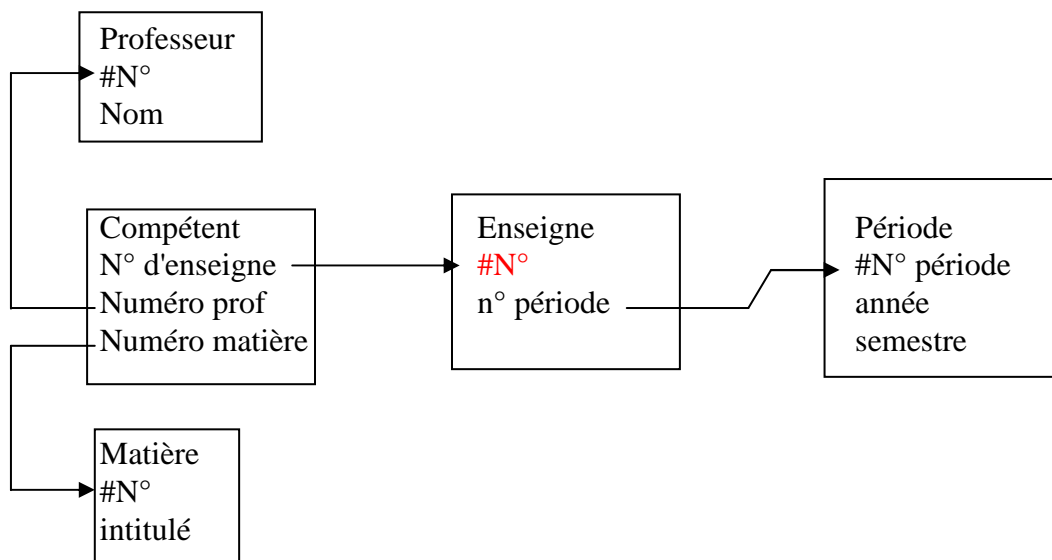 Professeur
#N°
Nom
Compétent
N° d'enseigne
Numéro prof
Numéro matière
Enseigne
#N°
n° période
Période
#N° période
année
semestre
Matière
#N°
intitulé